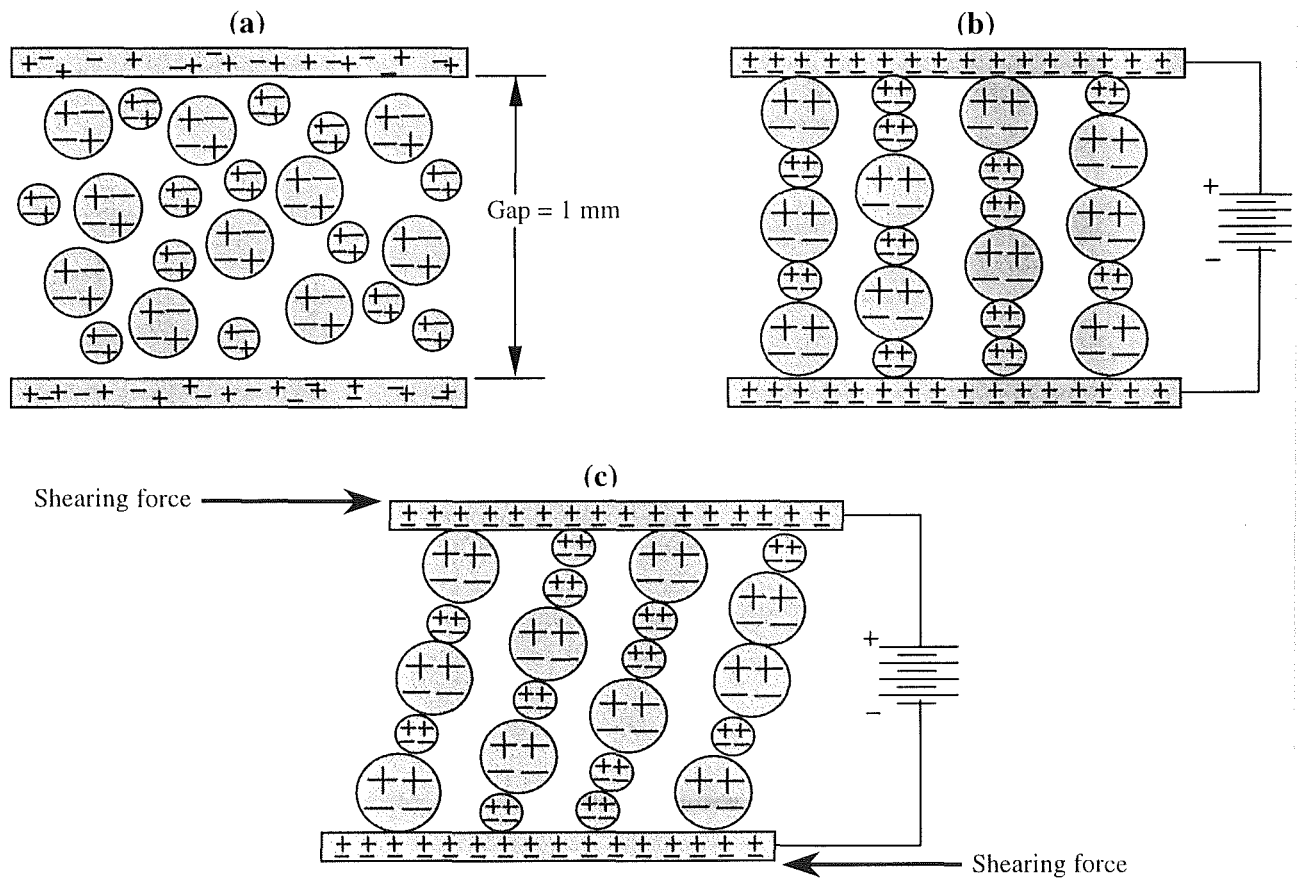 (a)
(b)
Gap = 1 mm
+
−
(c)
Shearing force
+
−
Shearing force